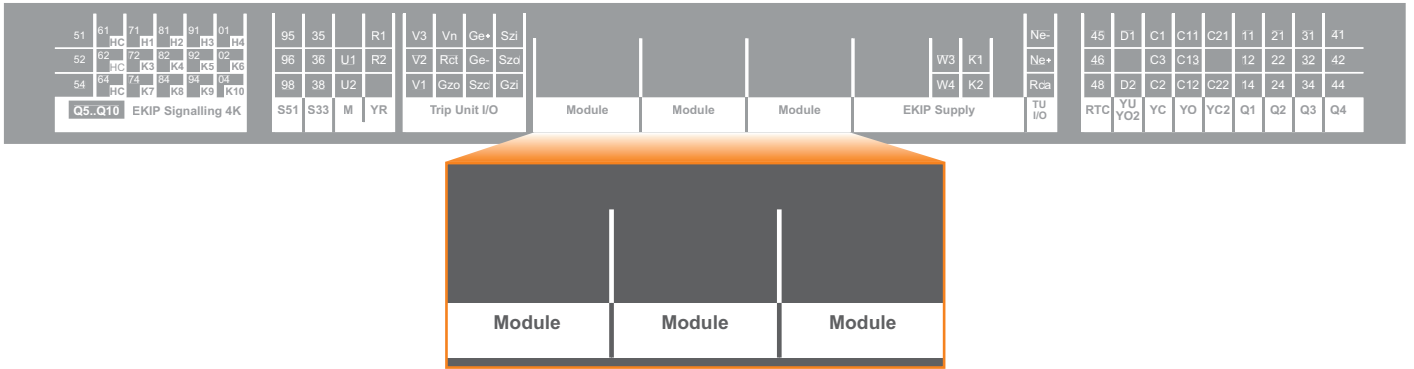 51 61 71 81 91 01 95 35 R1 V3 Vn Ge+ Szi Ne- 45 D1 C1 C11 C21 11 21 31 41
HC H1 H2 H3 H4
52 62 72 82 92 02 96 36 U1 R2 V2 Rct Ge- Szo W3 K1 Ne+ 46 C3 C13 12 22 32 42
HC K3 K4 K5 K6
54 64 74 84 94 04 98 38 U2 V1 Gzo Szc Gzi W4 K2 Rca 48 D2 C2 C12 C22 14 24 34 44
HC K7 K8 K9 K10
Q5..Q10 EKIP Signalling 4K S51 S33 M YR Trip Unit I/O Module Module Module EKIP Supply TU I/O RTC YU YO2 YC YO YC2 Q1 Q2 Q3 Q4
Module Module Module